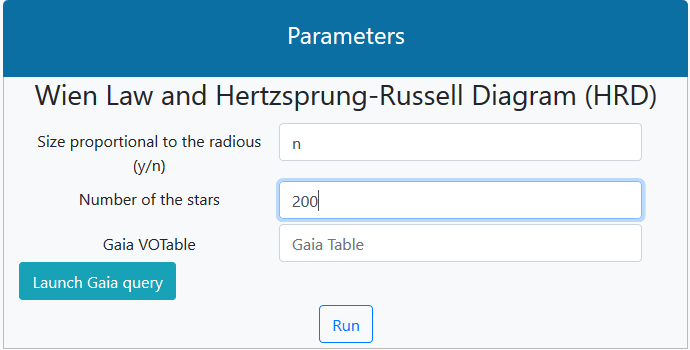 Parameters
Wien Law and Hertzsprung-Russell Diagram (HRD)
Size proportional to the radious
(y/n)
n
Number of the stars
200
Gaia VOTable
Gaia Table
Launch Gaia query
Run